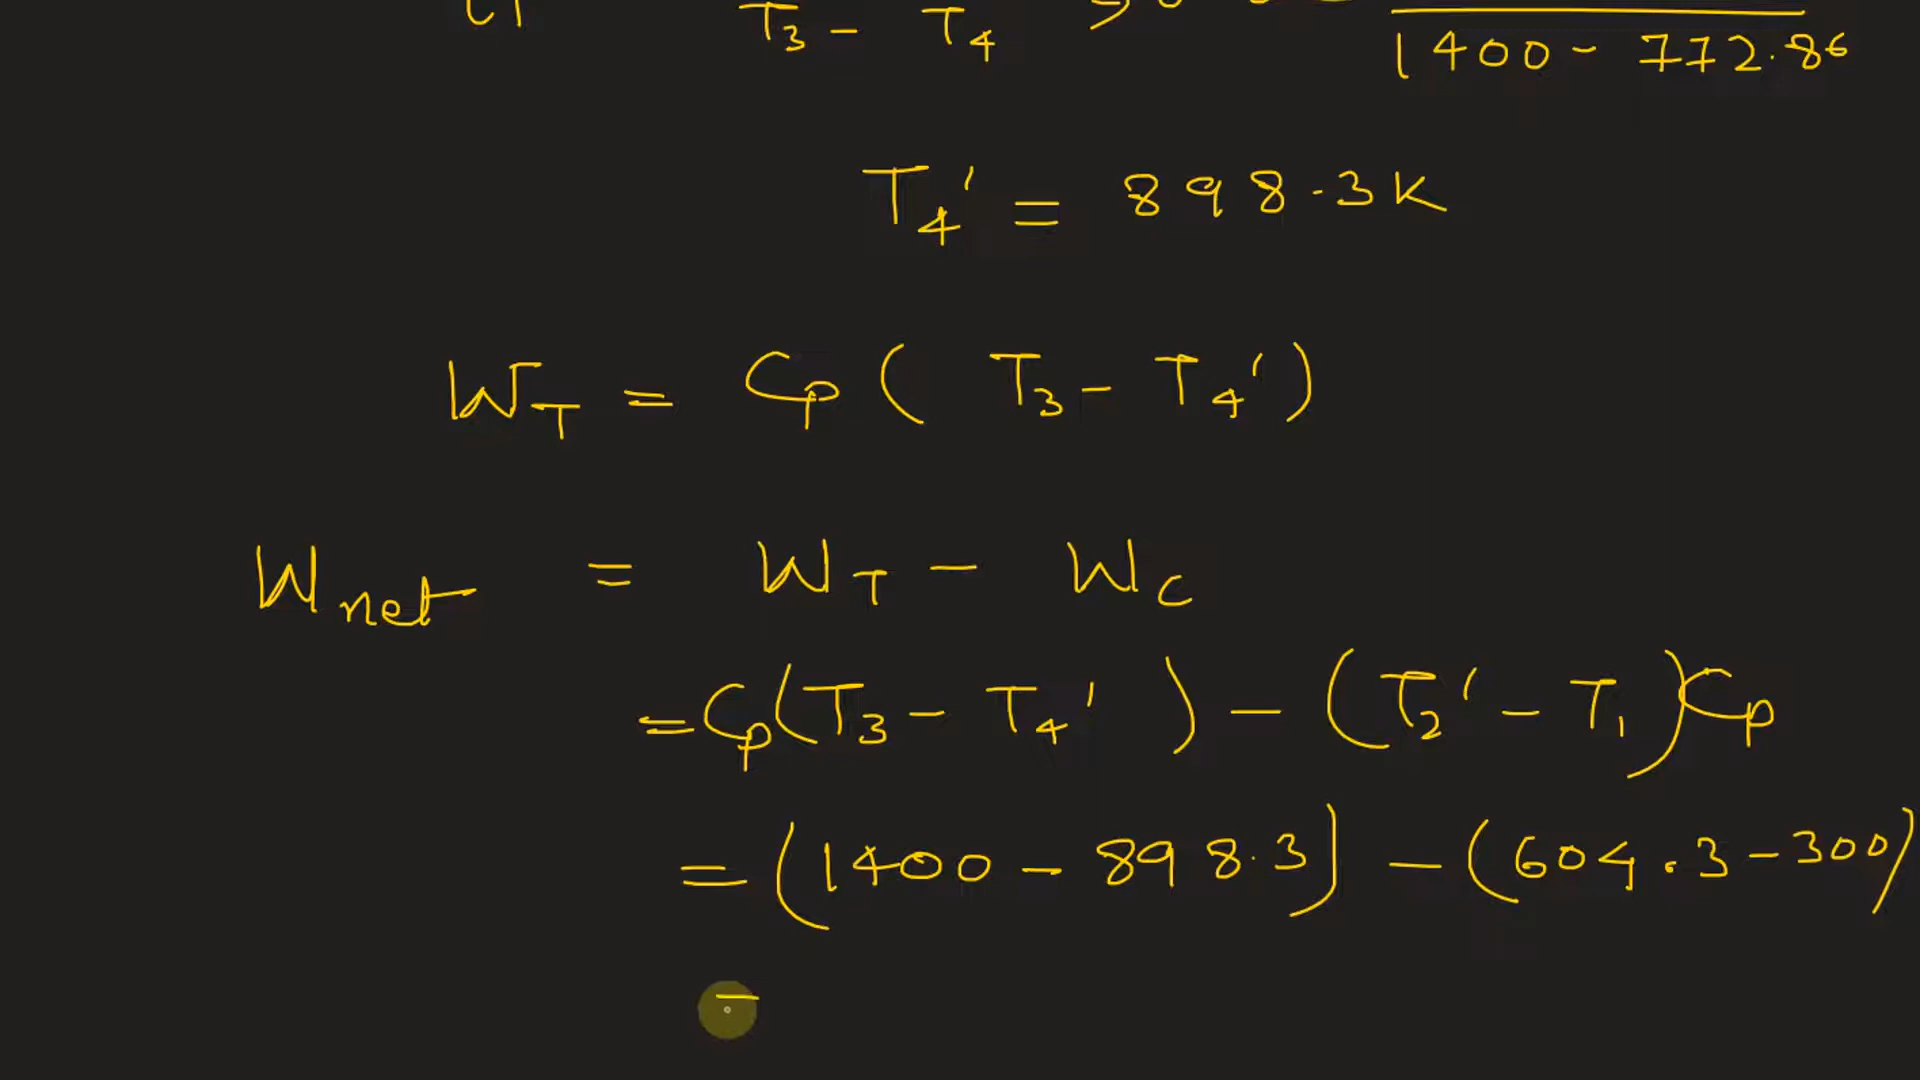 T3 - T4
1400 - 772.86
T4' = 898.3K
WT = Cp ( T3 - T4' )
Wnet = WT - WC
= Cp(T3 - T4' ) - (T2' - T1)Cp
= (1400 - 898.3) - (604.3 - 300)